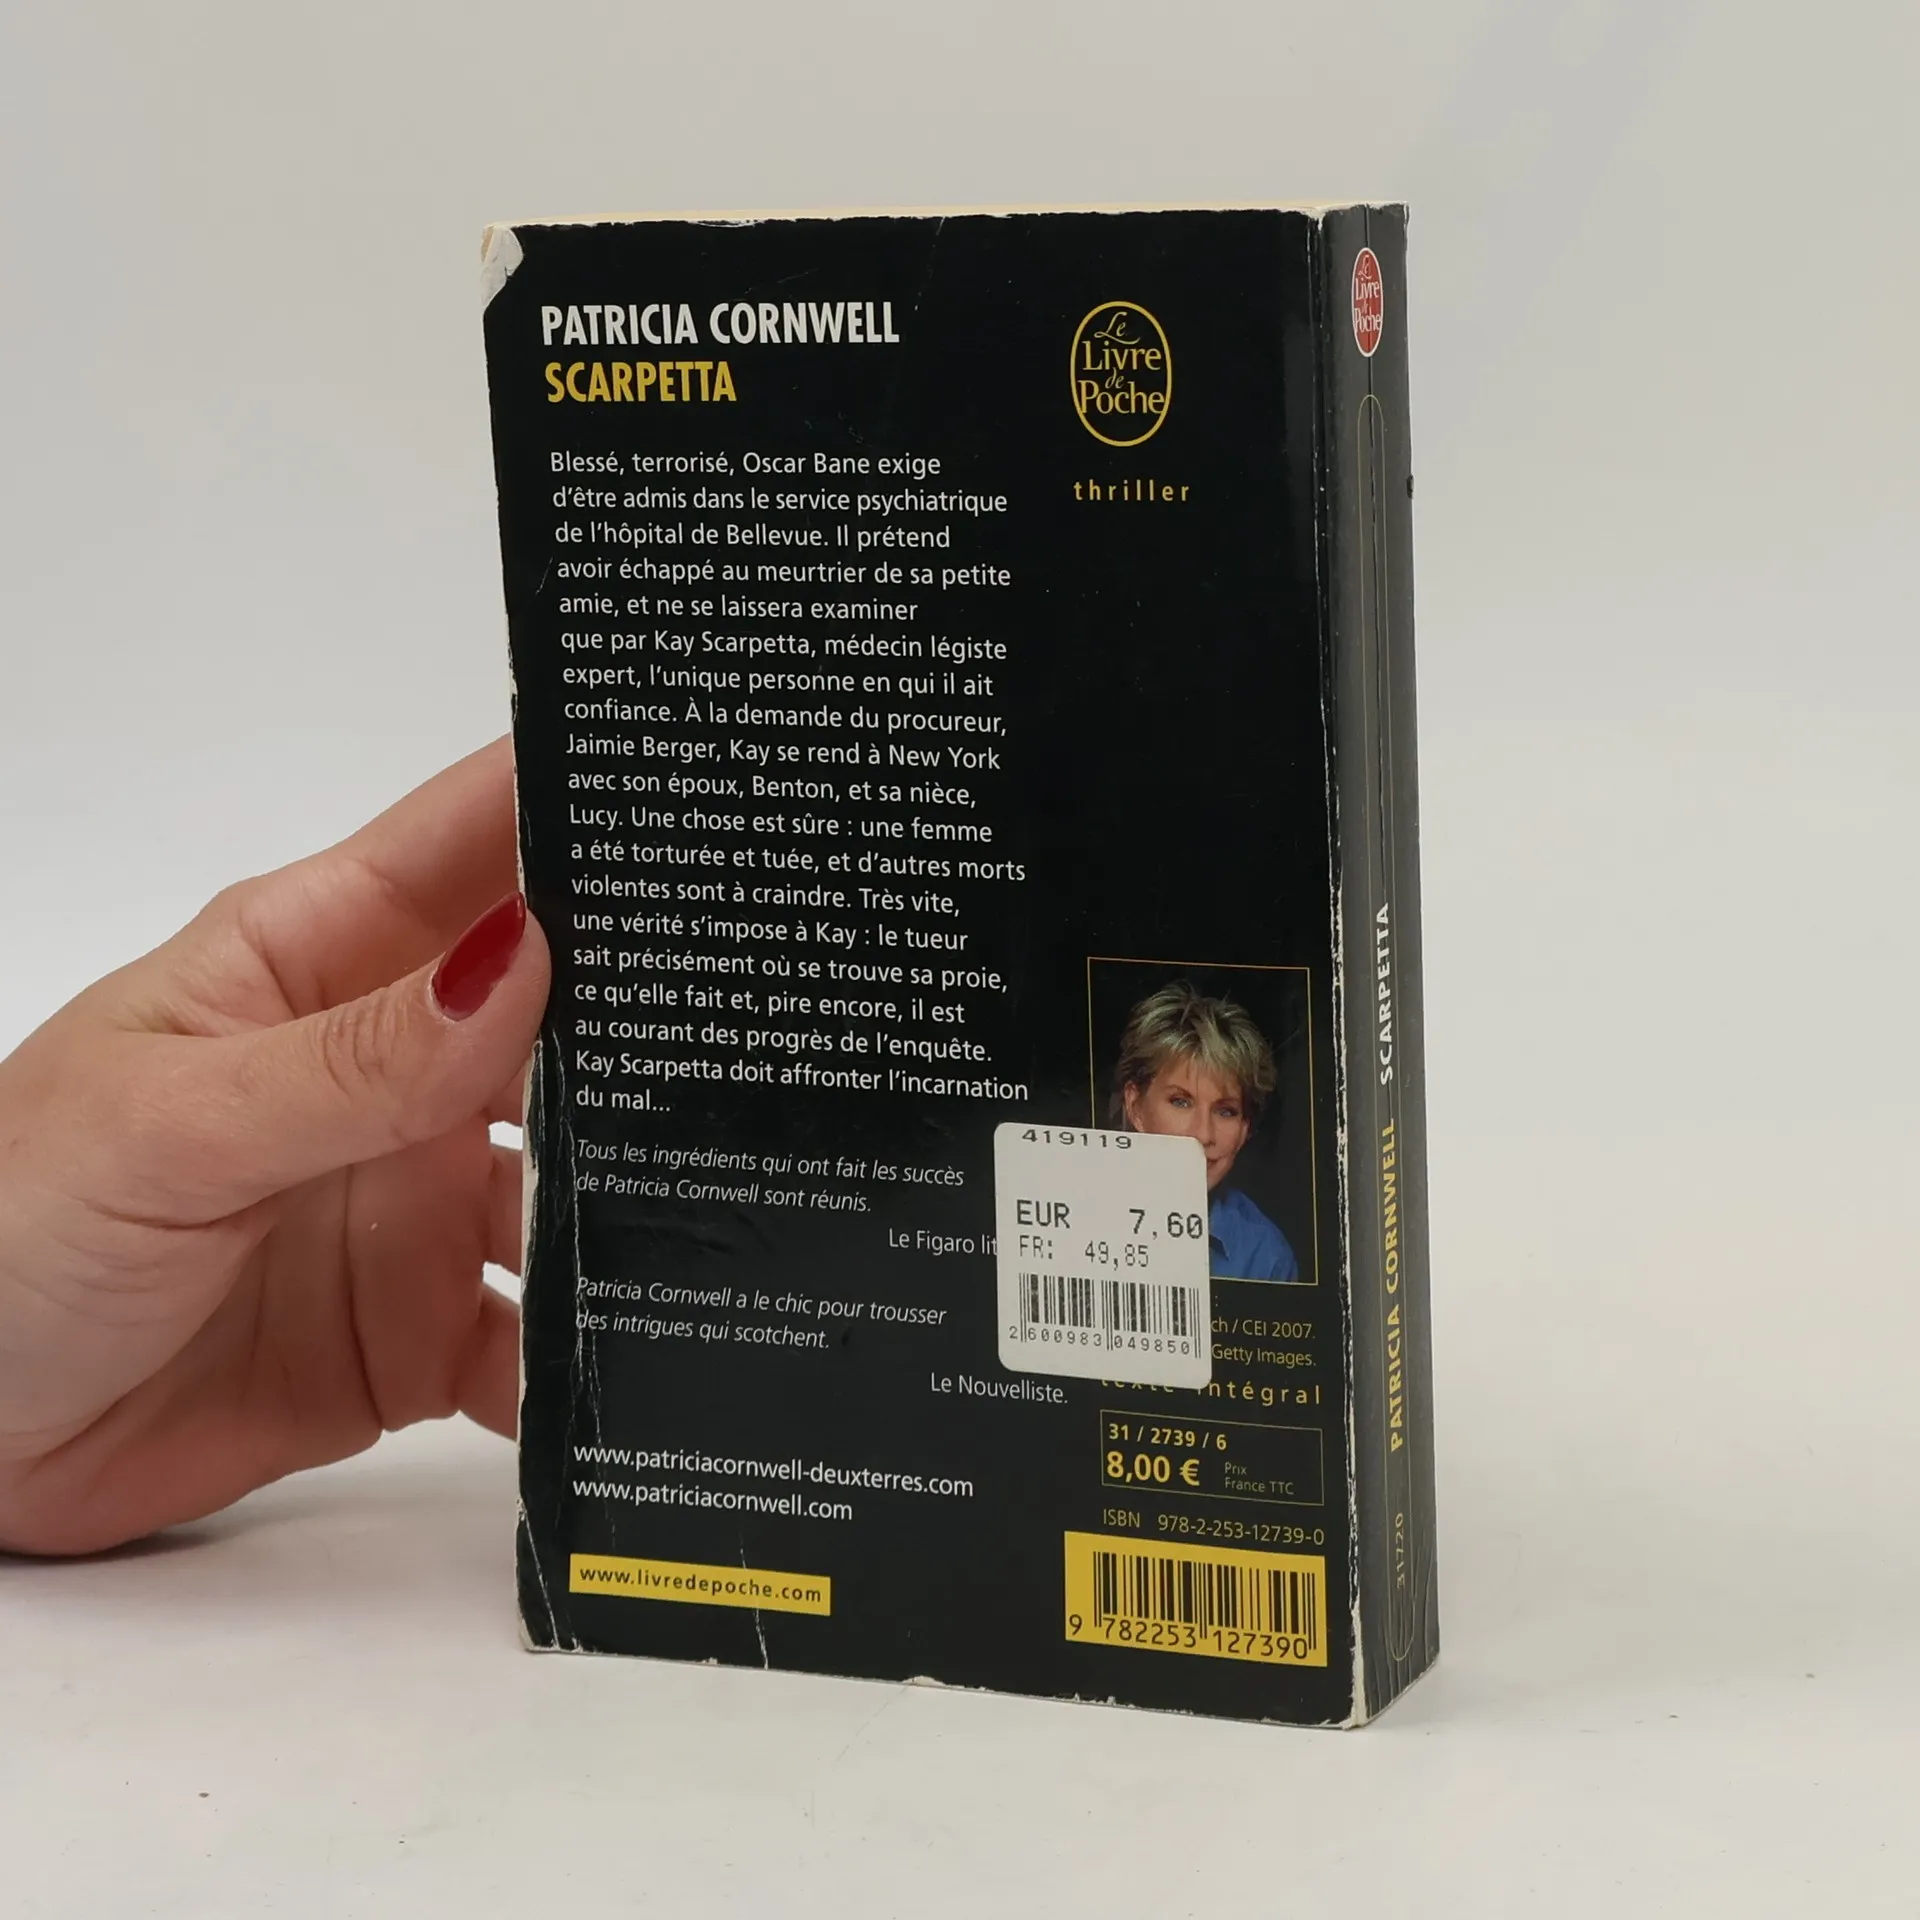 PATRICIA CORNWELL
SCARPETTA
Le
Livre
de
Poche
thriller
Blessé, terrorisé, Oscar Bane exige
d'être admis dans le service psychiatrique
de l'hôpital de Bellevue. Il prétend
avoir échappé au meurtrier de sa petite
amie, et ne se laissera examiner
que par Kay Scarpetta, médecin légiste
expert, l'unique personne en qui il ait
confiance. À la demande du procureur,
Jaimie Berger, Kay se rend à New York
avec son époux, Benton, et sa nièce,
Lucy. Une chose est sûre : une femme
a été torturée et tuée, et d'autres morts
violentes sont à craindre. Très vite,
une vérité s'impose à Kay : le tueur
sait précisément où se trouve sa proie,
ce qu'elle fait et, pire encore, il est
au courant des progrès de l'enquête.
Kay Scarpetta doit affronter l'incarnation
du mal...
Tous les ingrédients qui ont fait les succès
de Patricia Cornwell sont réunis.
Le Figaro
Patricia Cornwell a le chic pour trousser
des intrigues qui scotchent.
Le Nouvelliste.
www.patriciacornwell-deuxterres.com
www.patriciacornwell.com
www.livredepoche.com
419119
EUR 7,60
FR: 49,85
2 600983 049850
/ CEI 2007.
Getty Images.
intégral
31 / 2739 / 6
8,00 € Prix
France TTC
ISBN 978-2-253-12739-0
9 782253 127390
Le
Livre
de
Poche
PATRICIA CORNWELL SCARPETTA
31720